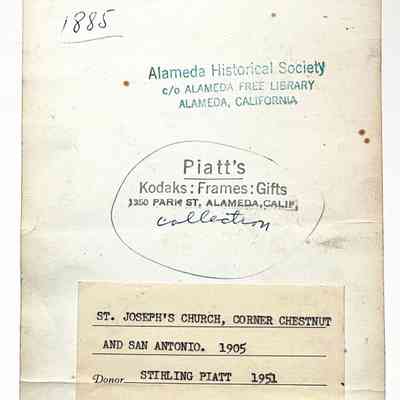 1885
Alameda Historical Society
c/o ALAMEDA FREE LIBRARY
ALAMEDA, CALIFORNIA
Piatt's
Kodaks : Frames : Gifts
1350 PARK ST, ALAMEDA, CALIF.
collection
ST. JOSEPH'S CHURCH, CORNER CHESTNUT
AND SAN ANTONIO. 1905
Donor STIRLING PIATT 1951